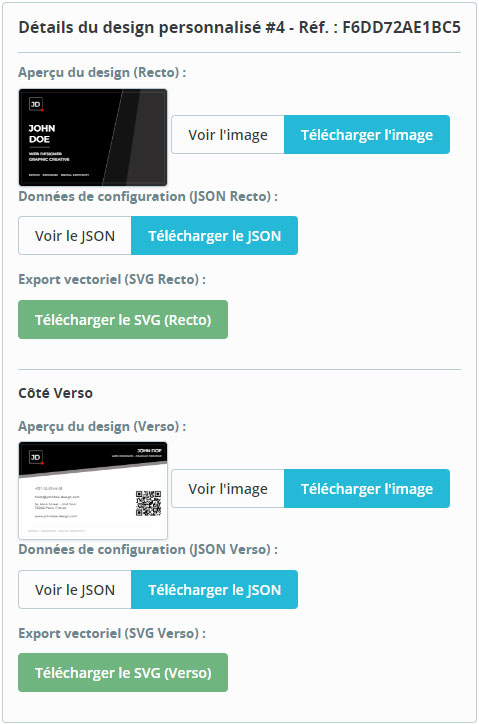 Détails du design personnalisé #4 - Réf. : F6DD72AE1BC5
Aperçu du design (Recto) :
JD
JOHN
DOE
WEB DESIGNER
GRAPHIC CREATIVE
Voir l'image
Télécharger l'image
Données de configuration (JSON Recto) :
Voir le JSON
Télécharger le JSON
Export vectoriel (SVG Recto) :
Télécharger le SVG (Recto)
Côté Verso
Aperçu du design (Verso) :
JD
JOHN DOE
Voir l'image
Télécharger l'image
Données de configuration (JSON Verso) :
Voir le JSON
Télécharger le JSON
Export vectoriel (SVG Verso) :
Télécharger le SVG (Verso)